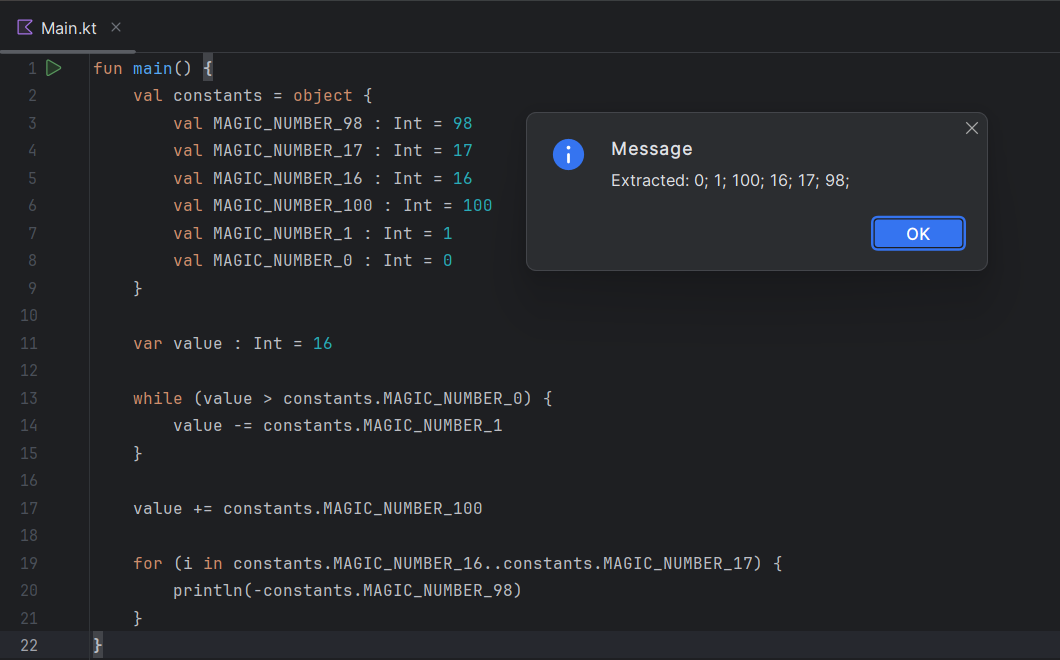 Main.kt
1 fun main() {
2     val constants = object {
3         val MAGIC_NUMBER_98 : Int = 98
4         val MAGIC_NUMBER_17 : Int = 17
5         val MAGIC_NUMBER_16 : Int = 16
6         val MAGIC_NUMBER_100 : Int = 100
7         val MAGIC_NUMBER_1 : Int = 1
8         val MAGIC_NUMBER_0 : Int = 0
9     }
10
11     var value : Int = 16
12
13     while (value > constants.MAGIC_NUMBER_0) {
14         value -= constants.MAGIC_NUMBER_1
15     }
16
17     value += constants.MAGIC_NUMBER_100
18
19     for (i in constants.MAGIC_NUMBER_16..constants.MAGIC_NUMBER_17) {
20         println(-constants.MAGIC_NUMBER_98)
21     }
22 }
Message
Extracted: 0; 1; 100; 16; 17; 98;
OK